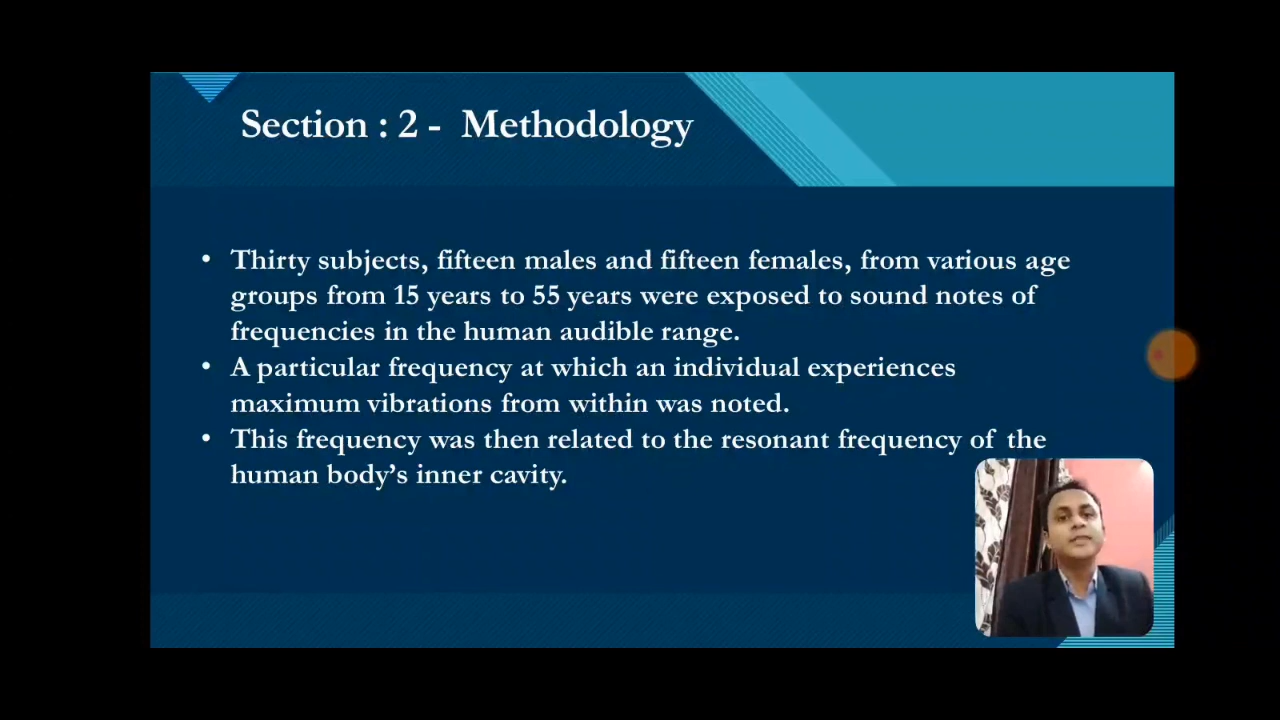 Section : 2 - Methodology
• Thirty subjects, fifteen males and fifteen females, from various age
groups from 15 years to 55 years were exposed to sound notes of
frequencies in the human audible range.
• A particular frequency at which an individual experiences
maximum vibrations from within was noted.
• This frequency was then related to the resonant frequency of the
human body’s inner cavity.